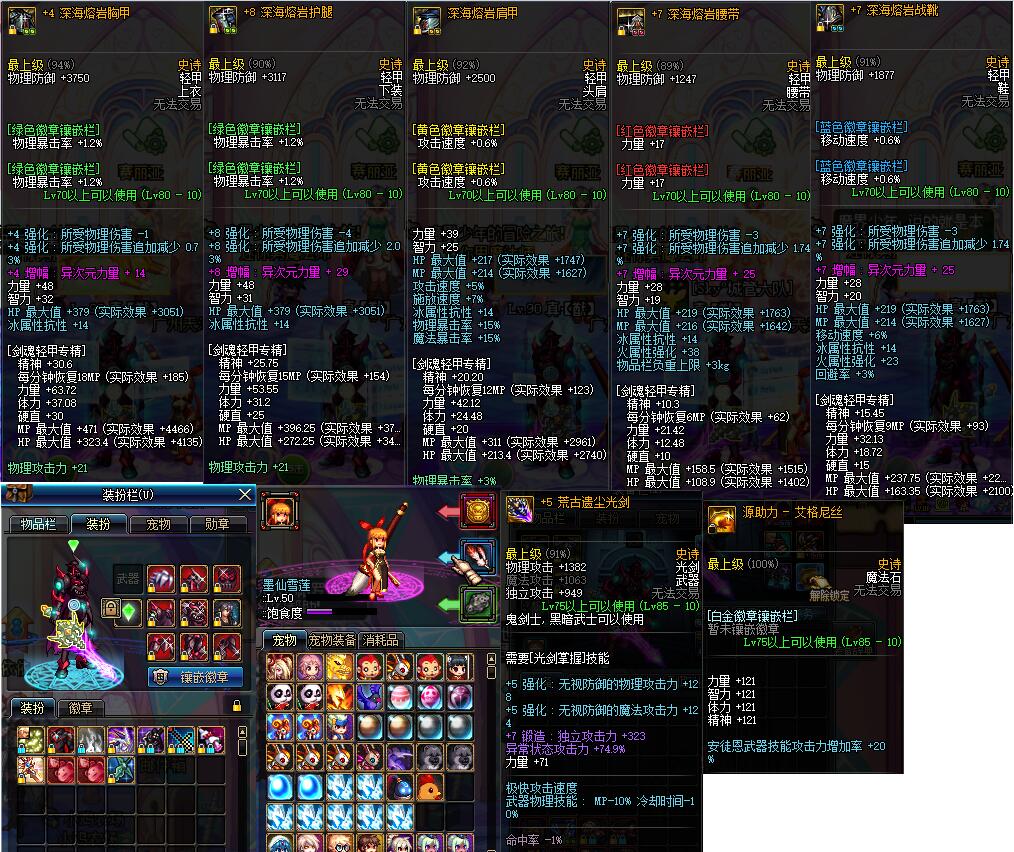 +4 深海熔岩胸甲
最上级 (94%)
史诗
物理防御 +3750
轻甲
上衣
无法交易
[绿色徽章镶嵌栏]
物理暴击率 +1.2%
[绿色徽章镶嵌栏]
物理暴击率 +1.2%
Lv70以上可以使用 (Lv80 - 10)
+4 强化：所受物理伤害 -1
+4 强化：所受物理伤害追加减少 0.7
3%
+4 增幅：异次元力量 + 14
力量 +48
智力 +32
HP 最大值 +379 (实际效果 +3051)
冰属性抗性 +14
[剑魂轻甲专精]
精神 +30.6
每分钟恢复18MP (实际效果 +185)
力量 +63.72
体力 +37.08
硬直 +30
MP 最大值 +471 (实际效果 +4466)
HP 最大值 +323.4 (实际效果 +4135)
物理攻击力 +21
+8 深海熔岩护腿
最上级 (90%)
史诗
物理防御 +3117
轻甲
下装
无法交易
[绿色徽章镶嵌栏]
物理暴击率 +1.2%
[绿色徽章镶嵌栏]
物理暴击率 +1.2%
Lv70以上可以使用 (Lv80 - 10)
+8 强化：所受物理伤害 -4
+8 强化：所受物理伤害追加减少 2.0
3%
+8 增幅：异次元力量 + 29
力量 +48
智力 +31
HP 最大值 +379 (实际效果 +3051)
冰属性抗性 +14
[剑魂轻甲专精]
精神 +25.75
每分钟恢复15MP (实际效果 +154)
力量 +53.55
体力 +31.2
硬直 +25
MP 最大值 +396.25 (实际效果 +37...
HP 最大值 +272.25 (实际效果 +34...
物理攻击力 +21
+4 深海熔岩肩甲
最上级 (92%)
史诗
物理防御 +2500
轻甲
头肩
无法交易
[黄色徽章镶嵌栏]
攻击速度 +0.6%
[黄色徽章镶嵌栏]
攻击速度 +0.6%
Lv70以上可以使用 (Lv80 - 10)
力量 +39
智力 +25
HP 最大值 +217 (实际效果 +1747)
MP 最大值 +214 (实际效果 +1627)
攻击速度 +5%
施放速度 +7%
冰属性抗性 +14
物理暴击率 +15%
魔法暴击率 +15%
[剑魂轻甲专精]
精神 +20.20
每分钟恢复12MP (实际效果 +123)
力量 +42.12
体力 +24.48
硬直 +20
MP 最大值 +311 (实际效果 +2961)
HP 最大值 +213.4 (实际效果 +2740)
物理暴击率 +3%
+7 深海熔岩腰带
最上级 (89%)
史诗
物理防御 +1247
轻甲
腰带
无法交易
[红色徽章镶嵌栏]
力量 +17
[红色徽章镶嵌栏]
力量 +17
Lv70以上可以使用 (Lv80 - 10)
+7 强化：所受物理伤害 -3
+7 强化：所受物理伤害追加减少 1.74
%
+7 增幅：异次元力量 + 25
力量 +28
智力 +19
HP 最大值 +219 (实际效果 +1763)
MP 最大值 +216 (实际效果 +1642)
冰属性抗性 +14
火属性强化 +38
物品栏负重上限 +3kg
[剑魂轻甲专精]
精神 +10.3
每分钟恢复6MP (实际效果 +62)
力量 +21.42
体力 +12.48
硬直 +10
MP 最大值 +158.5 (实际效果 +1515)
HP 最大值 +108.9 (实际效果 +1402)
+7 深海熔岩战靴
最上级 (91%)
史诗
物理防御 +1877
轻甲
鞋
无法交易
[蓝色徽章镶嵌栏]
移动速度 +0.6%
[蓝色徽章镶嵌栏]
移动速度 +0.6%
Lv70以上可以使用 (Lv80 - 10)
+7 强化：所受物理伤害 -3
+7 强化：所受物理伤害追加减少 1.74
%
+7 增幅：异次元力量 + 25
力量 +28
智力 +20
HP 最大值 +219 (实际效果 +1763)
MP 最大值 +214 (实际效果 +1627)
移动速度 +6%
冰属性抗性 +14
火属性强化 +23
回避率 +3%
[剑魂轻甲专精]
精神 +15.45
每分钟恢复9MP (实际效果 +93)
力量 +32.13
体力 +18.72
硬直 +15
MP 最大值 +237.75 (实际效果 +22...
HP 最大值 +163.35 (实际效果 +2100)
装扮栏(U)
物品栏 装扮 宠物 勋章
武器
镶嵌徽章
装扮 徽章
墨仙雪莲
Lv.50
饱食度
宠物 宠物装备 消耗品
+5 荒古遗尘光剑
最上级 (91%)
史诗
物理攻击 +1382
光剑
魔法攻击 +1063
武器
独立攻击 +949
无法交易
Lv75以上可以使用 (Lv85 - 10)
鬼剑士, 黑暗武士可以使用
需要[光剑掌握]技能
+5 强化：无视防御的物理攻击力 +12
8
+5 强化：无视防御的魔法攻击力 +12
4
+7 锻造：独立攻击力 +323
异常状态攻击力 +74.9%
力量 +71
极快攻击速度
武器物理技能： MP-10% 冷却时间-1
0%
命中率 -1%
源助力 - 艾格尼丝
最上级 (100%)
史诗
魔法石
解除锁定
无法交易
[白金徽章镶嵌栏]
暂未镶嵌徽章
Lv75以上可以使用 (Lv85 - 10)
力量 +121
智力 +121
体力 +121
精神 +121
安徒恩武器技能攻击力增加率 +20
%